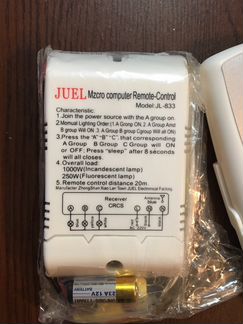 JUEL Mzcro computer Remote-Control
Model: JL-833
Characteristic:
1.Join the power source with the A group on
2.Manual Lighting Order (1.A Group ON 2.A Group And
B group Will ON 3.A Group B group Cgroup will all ON)
3.Press the "A" "B" "C", that corresponding
A Group B Group C Group will ON
or OFF; Press "sleep" after 8 seconds
will all closes.
4.Overall load:
1000W(Incandescent lamp)
250W(Fluorescent lamp)
5. Remote control distance 20m.
Receiver
CRCS
Antenna
A B C N
23A 12V